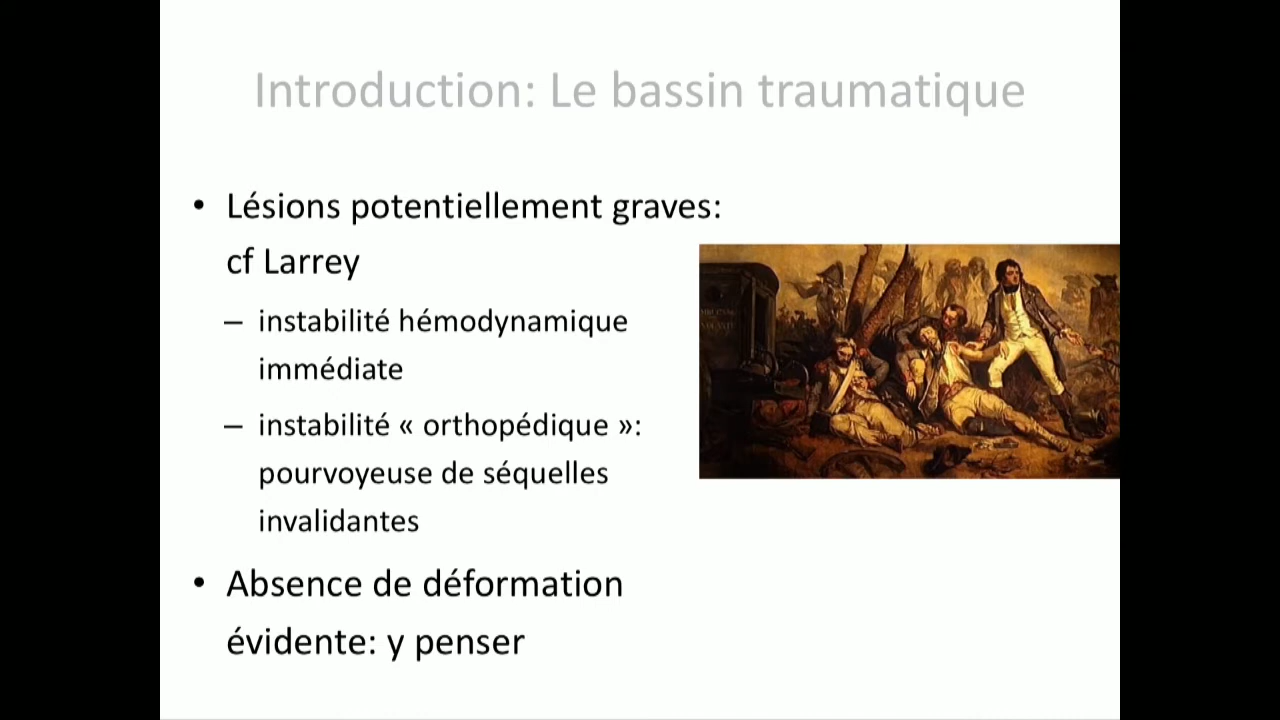 Introduction: Le bassin traumatique
• Lésions potentiellement graves:
cf Larrey
– instabilité hémodynamique
immédiate
– instabilité « orthopédique »:
pourvoyeuse de séquelles
invalidantes
• Absence de déformation
évidente: y penser